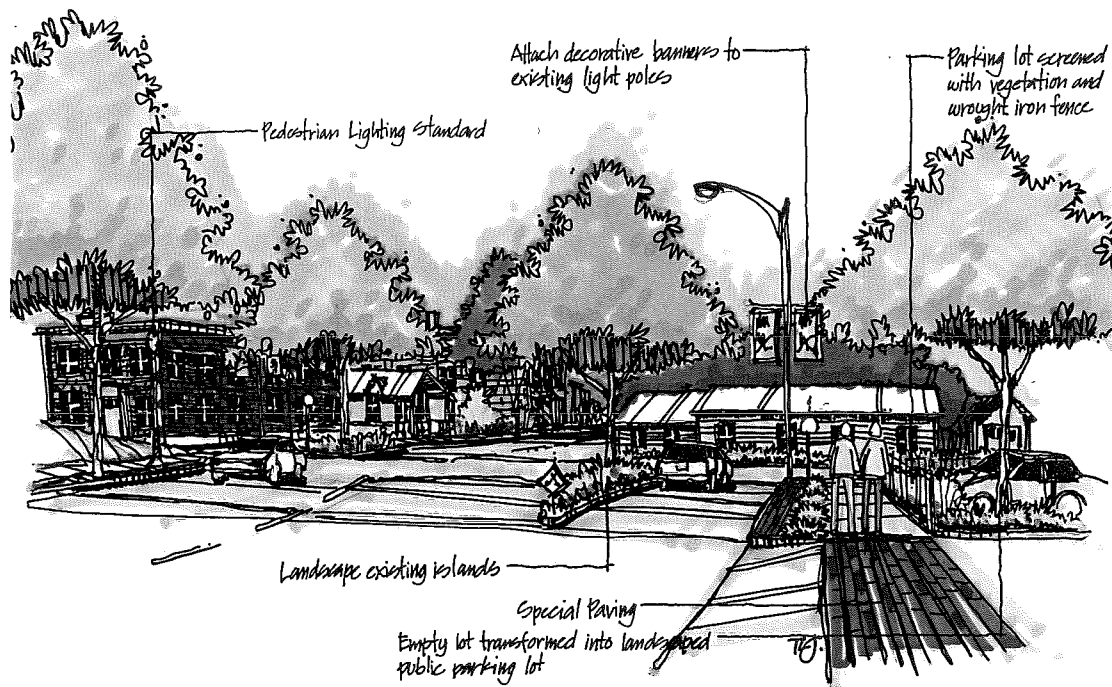 Attach decorative banners to
existing light poles
Parking lot screened
with vegetation and
wrought iron fence
Pedestrian Lighting Standard
Landscape existing islands
Special Paving
Empty lot transformed into landscaped
public parking lot